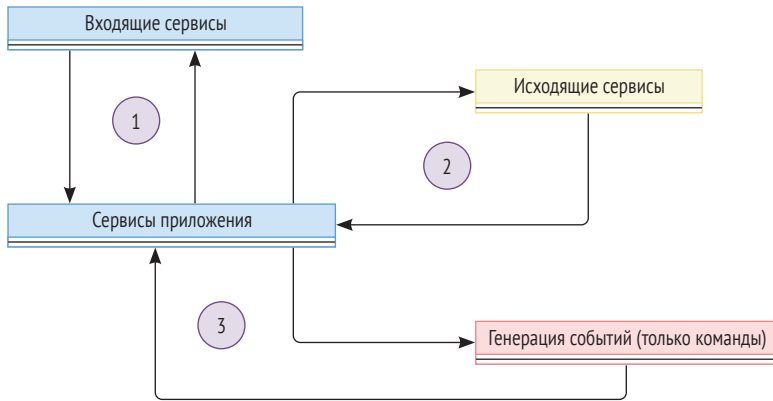 Входящие сервисы
1
Исходящие сервисы
2
Сервисы приложения
3
Генерация событий (только команды)